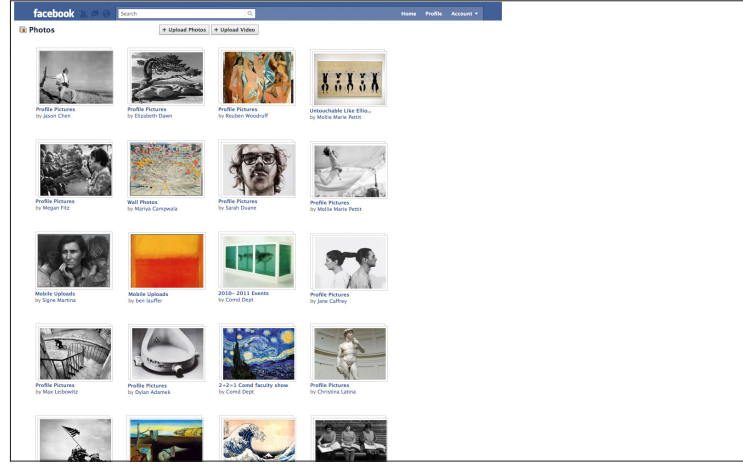 facebook
Search
Home Profile Account
Photos
+ Upload Photos + Upload Video
Profile Pictures
by Jason Chen
Profile Pictures
by Elizabeth Dawn
Profile Pictures
by Reuben Woodruff
Untouchable Like Ellio...
by Mollie Marie Pettit
Profile Pictures
by Megan Fitz
Wall Photos
by Mariya Campwala
Profile Pictures
by Sarah Duane
Profile Pictures
by Mollie Marie Pettit
Mobile Uploads
by Signe Martina
Mobile Uploads
by ben lauffer
2010- 2011 Events
by Comd Dept
Profile Pictures
by Jane Caffrey
Profile Pictures
by Max Leibowitz
Profile Pictures
by Dylan Adamek
2+2=1 Comd faculty show
by Comd Dept
Profile Pictures
by Christina Latina